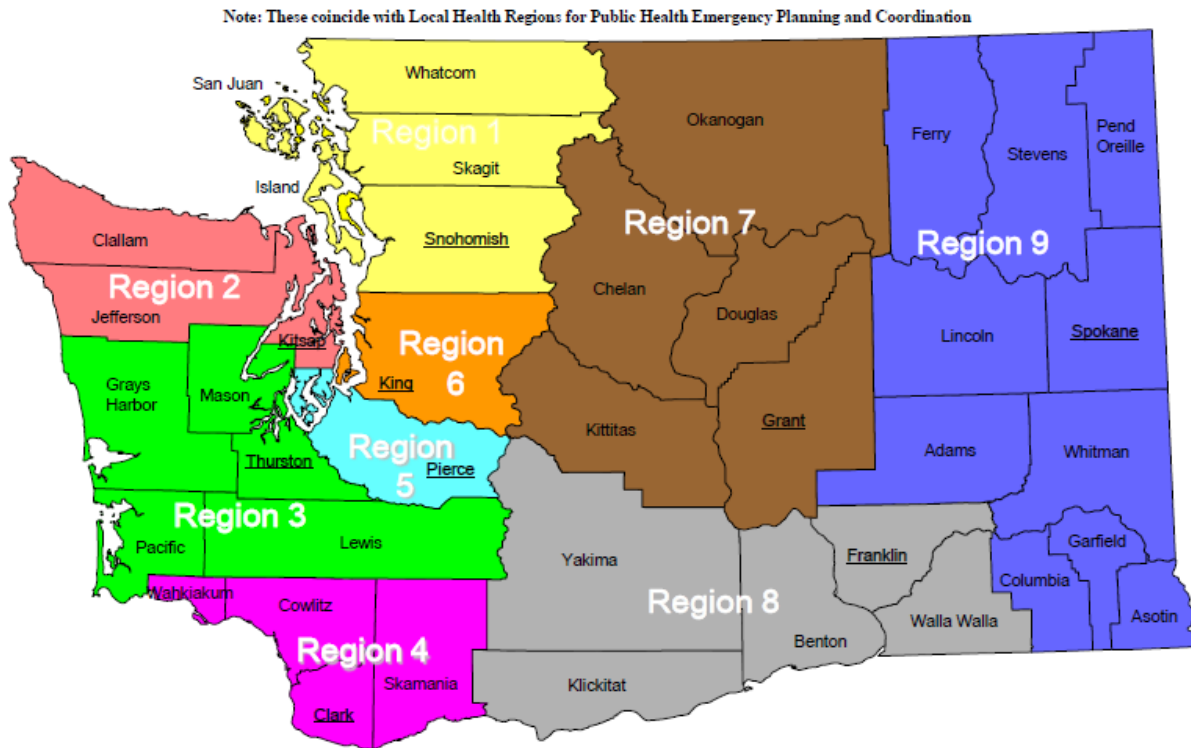 Note: These coincide with Local Health Regions for Public Health Emergency Planning and Coordination
Whatcom
San Juan
Region 1
Skagit
Island
Snohomish
Okanogan
Ferry
Stevens
Pend
Oreille
Clallam
Region 2
Jefferson
Kitsap
Region 7
Chelan
Douglas
Region 9
Lincoln
Spokane
Region
6
King
Grays
Harbor
Mason
Kittitas
Grant
Thurston
Region
5
Pierce
Adams
Whitman
Region 3
Pacific
Lewis
Yakima
Franklin
Garfield
Columbia
Asotin
Wahkiakum
Cowlitz
Region 8
Walla Walla
Benton
Region 4
Skamania
Klickitat
Clark